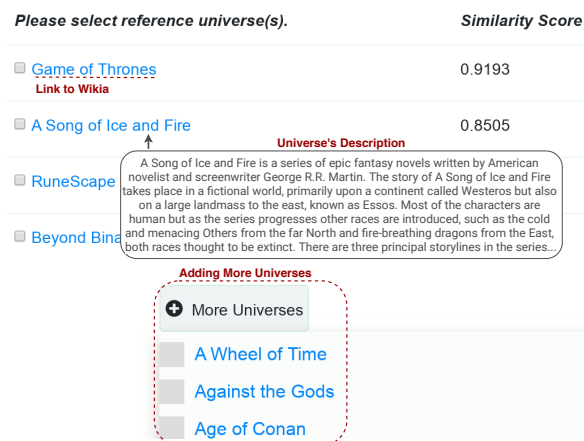 Please select reference universe(s). Similarity Score
Game of Thrones 0.9193
Link to Wikia
A Song of Ice and Fire 0.8505
Universe's Description
A Song of Ice and Fire is a series of epic fantasy novels written by American
novelist and screenwriter George R.R. Martin. The story of A Song of Ice and Fire
takes place in a fictional world, primarily upon a continent called Westeros but also
on a large landmass to the east, known as Essos. Most of the characters are
human but as the series progresses other races are introduced, such as the cold
and menacing Others from the far North and fire-breathing dragons from the East,
both races thought to be extinct. There are three principal storylines in the series...
RuneScape
Beyond Bina
Adding More Universes
More Universes
A Wheel of Time
Against the Gods
Age of Conan